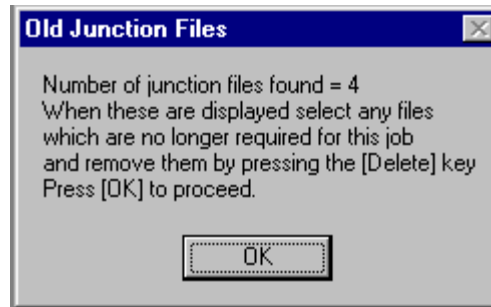 Old Junction Files
Number of junction files found = 4
When these are displayed select any files
which are no longer required for this job
and remove them by pressing the [Delete] key
Press [OK] to proceed.
OK